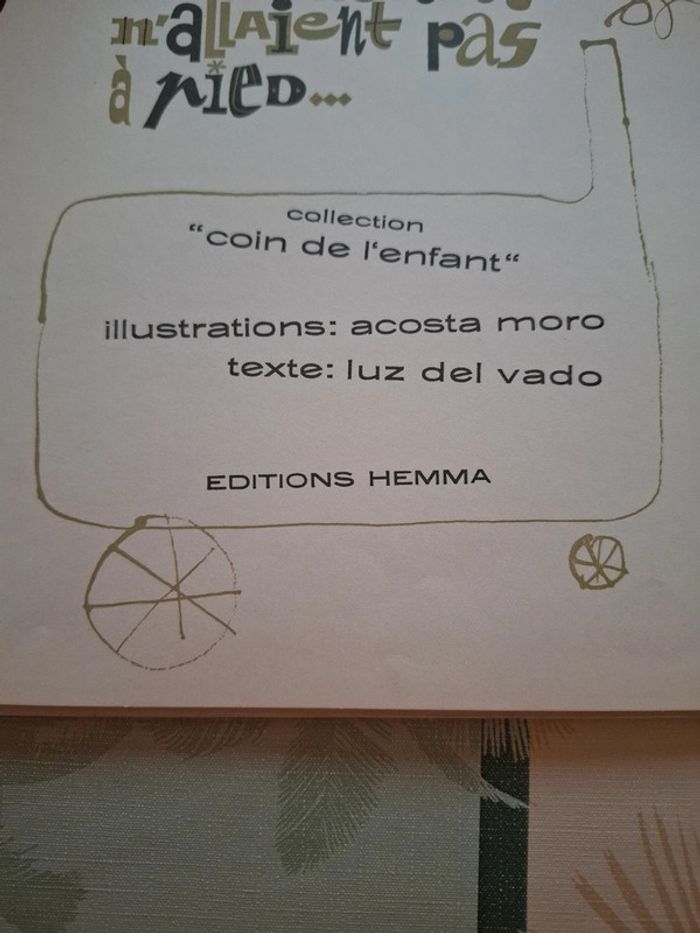 m'allaient pas
à pied...
collection
“coin de l‘enfant“
illustrations: acosta moro
texte: luz del vado
EDITIONS HEMMA